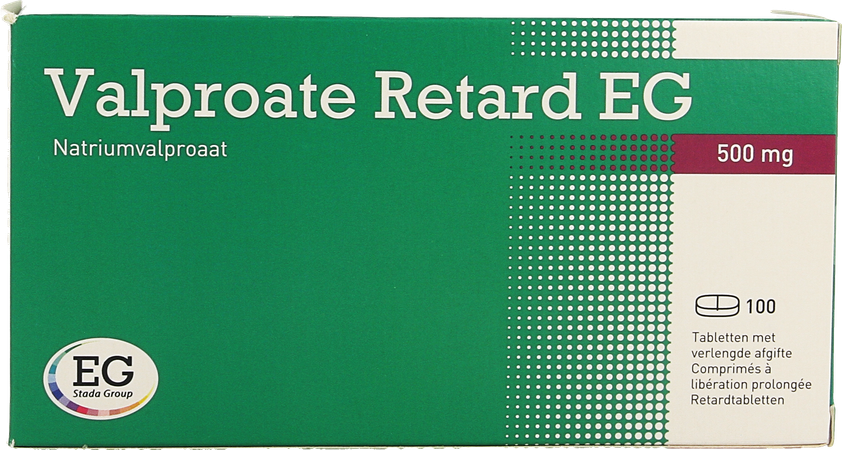 Valproate Retard EG
Natriumvalproaat
500 mg
100
Tabletten met
verlengde afgifte
Comprimés à
libération prolongée
Retardtabletten
EG
Stada Group